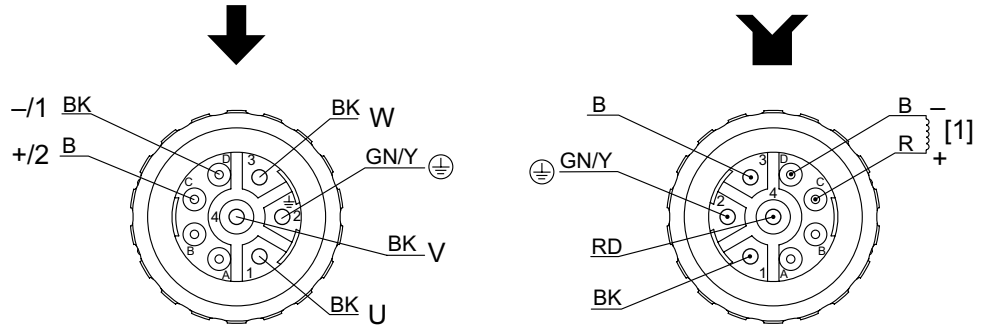 –/1 BK
+/2 B
BK W
GN/Y
BK V
BK U
D 3
C
4 2
B
A 1
B
GN/Y
RD
BK
B –
[1]
R +
3 D
C
4
2
B
1 A